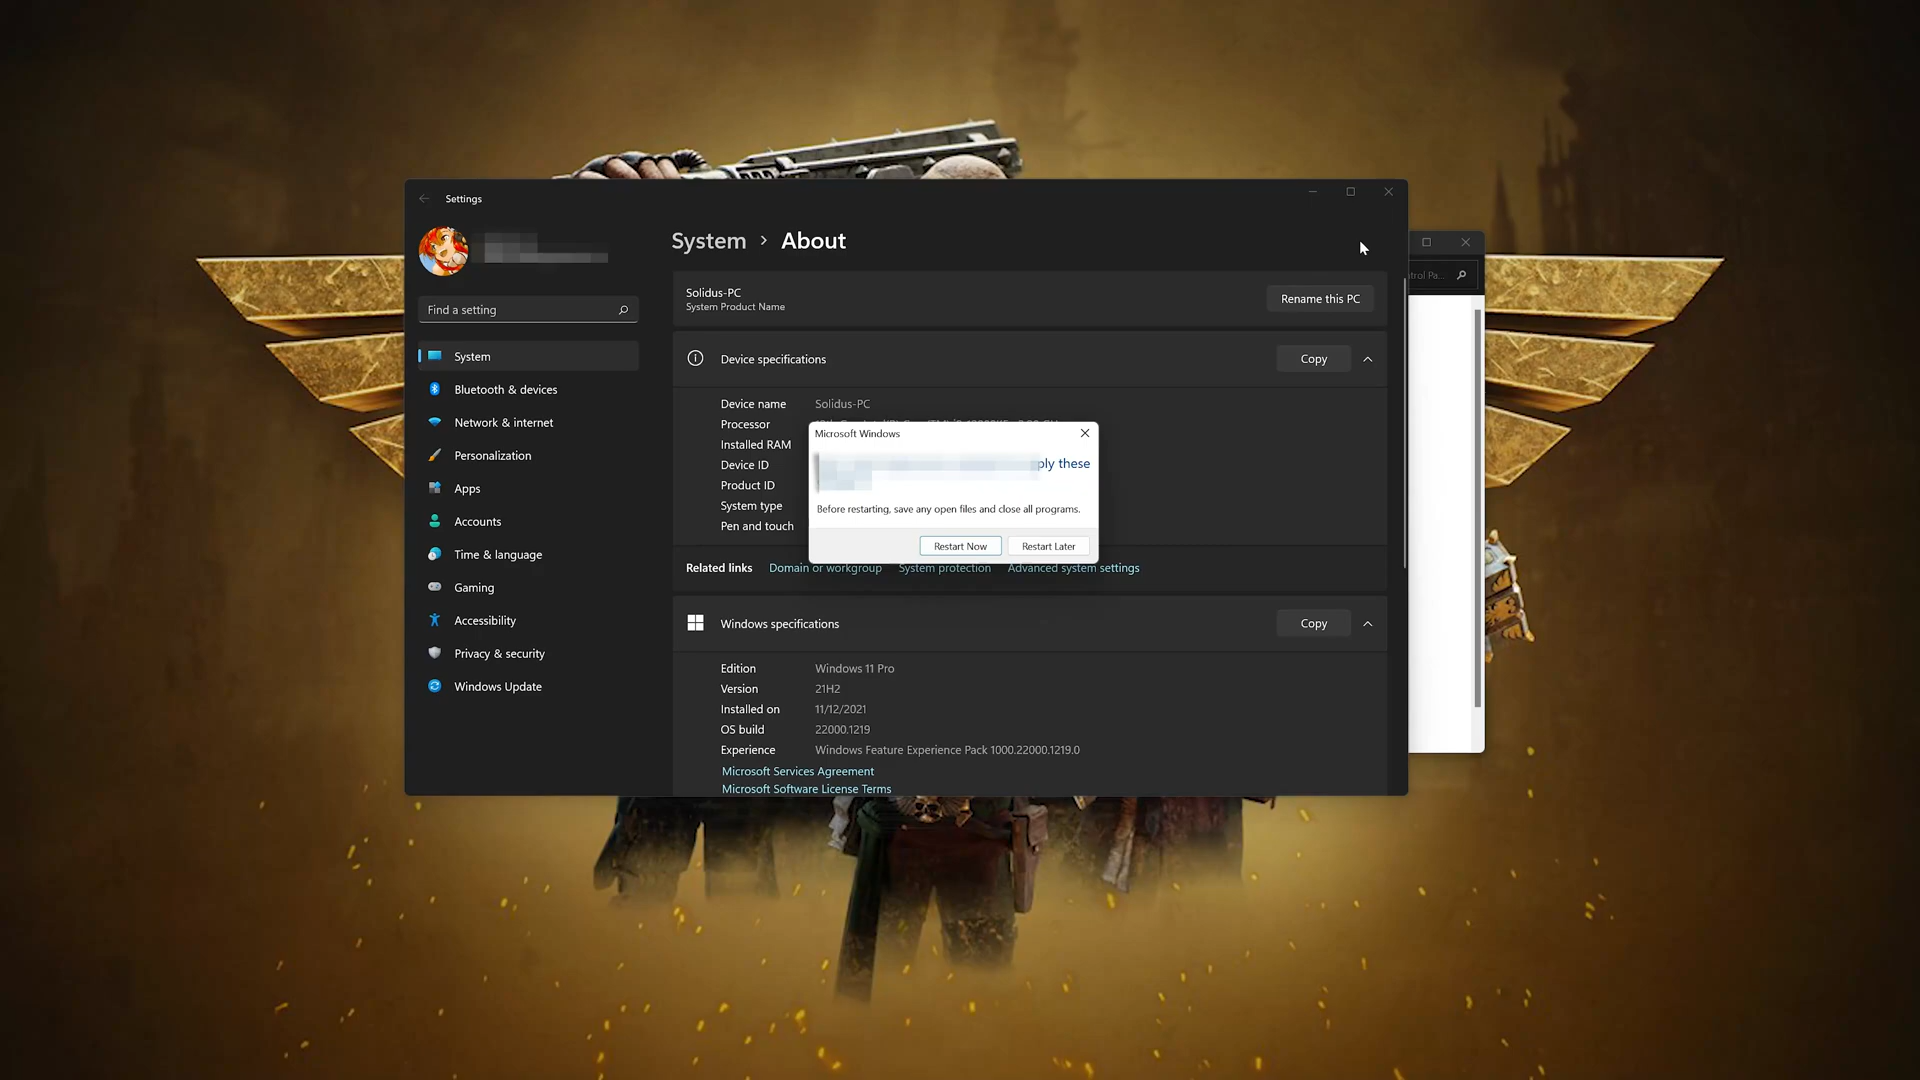 Settings
System > About
Find a setting
Solidus-PC
System Product Name
Rename this PC
System
Bluetooth & devices
Network & internet
Personalization
Apps
Accounts
Time & language
Gaming
Accessibility
Privacy & security
Windows Update
Device specifications
Copy
Device name Solidus-PC
Processor
Installed RAM
Device ID
Product ID
System type
Pen and touch
Microsoft Windows
these
Before restarting, save any open files and close all programs.
Restart Now
Restart Later
Related links Domain or workgroup System protection Advanced system settings
Windows specifications
Copy
Edition Windows 11 Pro
Version 21H2
Installed on 11/12/2021
OS build 22000.1219
Experience Windows Feature Experience Pack 1000.22000.1219.0
Microsoft Services Agreement
Microsoft Software License Terms